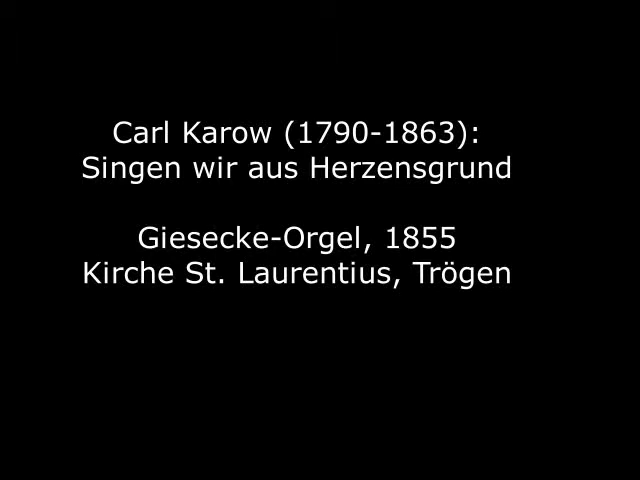 Carl Karow (1790-1863):
Singen wir aus Herzensgrund
Giesecke-Orgel, 1855
Kirche St. Laurentius, Trögen